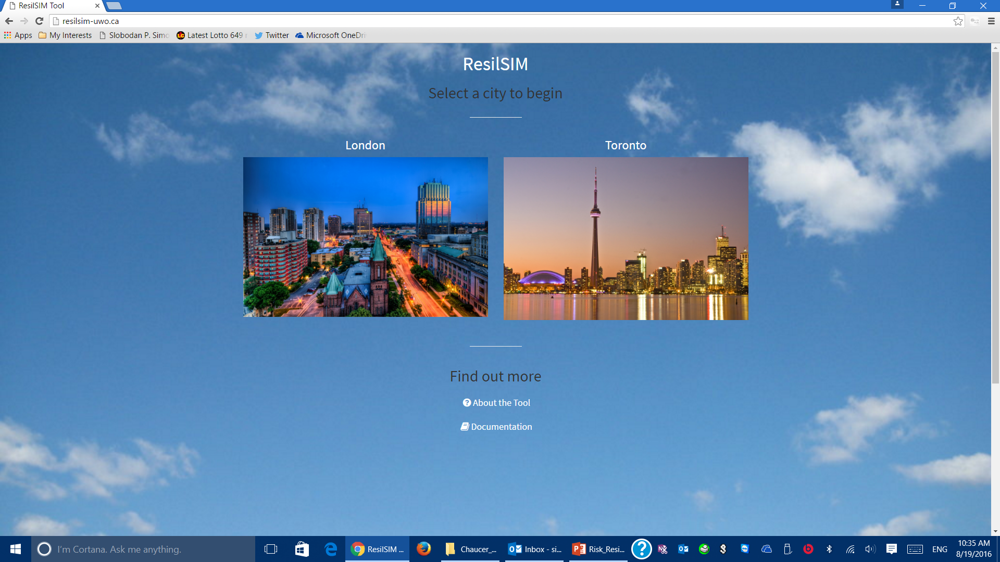 ResilSIM Tool
resilsim-uwo.ca
Apps My Interests Slobodan P. Simo Latest Lotto 649 Twitter Microsoft OneDri
ResilSIM
Select a city to begin
London Toronto
Find out more
About the Tool
Documentation
I'm Cortana. Ask me anything.
ResilSIM ... Chaucer_... Inbox - si... Risk_Resi... ENG
10:35 AM
8/19/2016